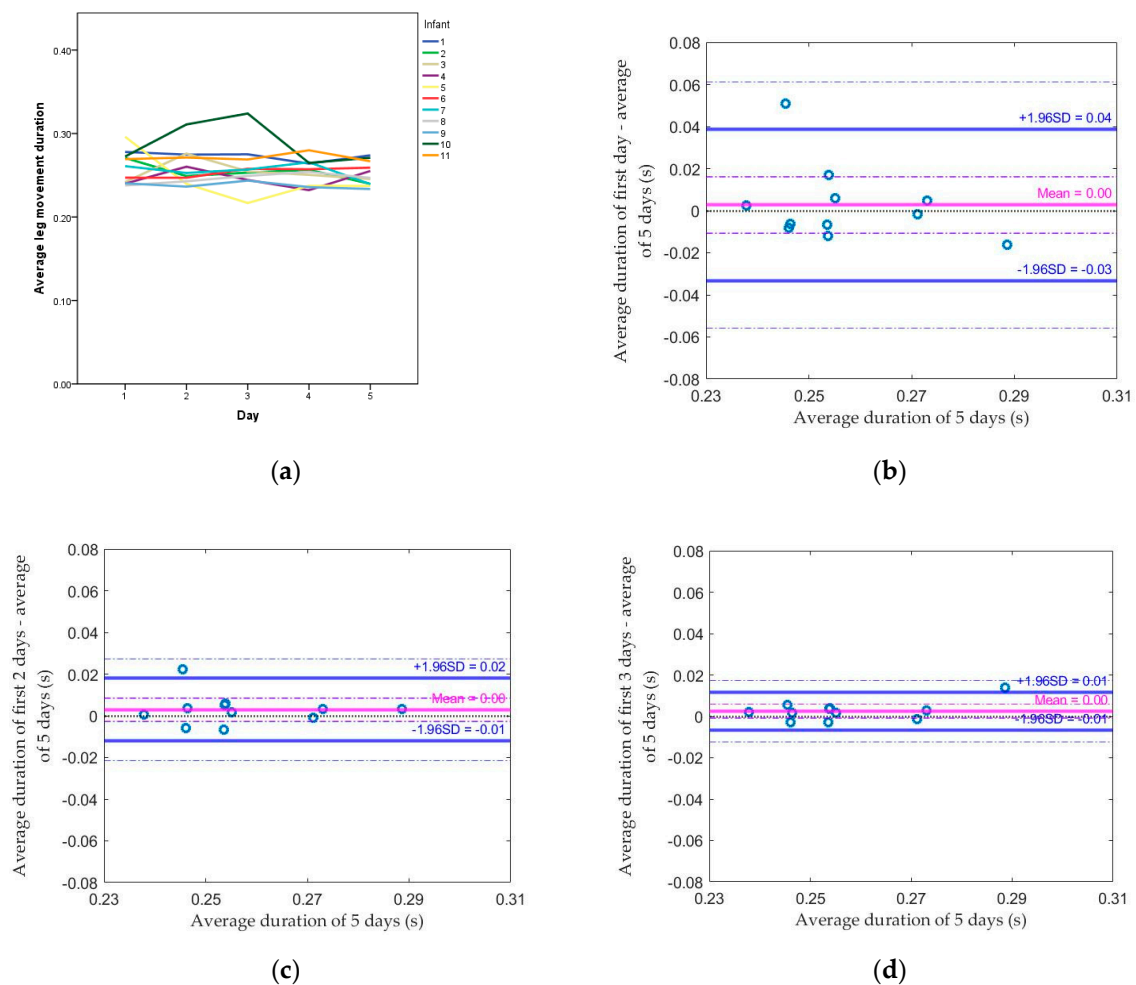 Infant
1
2
3
4
5
6
7
8
9
10
11
0.40
0.30
0.20
0.10
0.00
Average leg movement duration
1 2 3 4 5
Day
(a)
0.08
0.06
0.04
0.02
0
-0.02
-0.04
-0.06
-0.08
Average duration of first day - average
of 5 days (s)
+1.96SD = 0.04
Mean = 0.00
-1.96SD = -0.03
0.23 0.25 0.27 0.29 0.31
Average duration of 5 days (s)
(b)
0.08
0.06
0.04
0.02
0
-0.02
-0.04
-0.06
-0.08
Average duration of first 2 days - average
of 5 days (s)
+1.96SD = 0.02
Mean = 0.00
-1.96SD = -0.01
0.23 0.25 0.27 0.29 0.31
Average duration of 5 days (s)
(c)
0.08
0.06
0.04
0.02
0
-0.02
-0.04
-0.06
-0.08
Average duration of first 3 days - average
of 5 days (s)
+1.96SD = 0.01
Mean = 0.00
-1.96SD = -0.01
0.23 0.25 0.27 0.29 0.31
Average duration of 5 days (s)
(d)